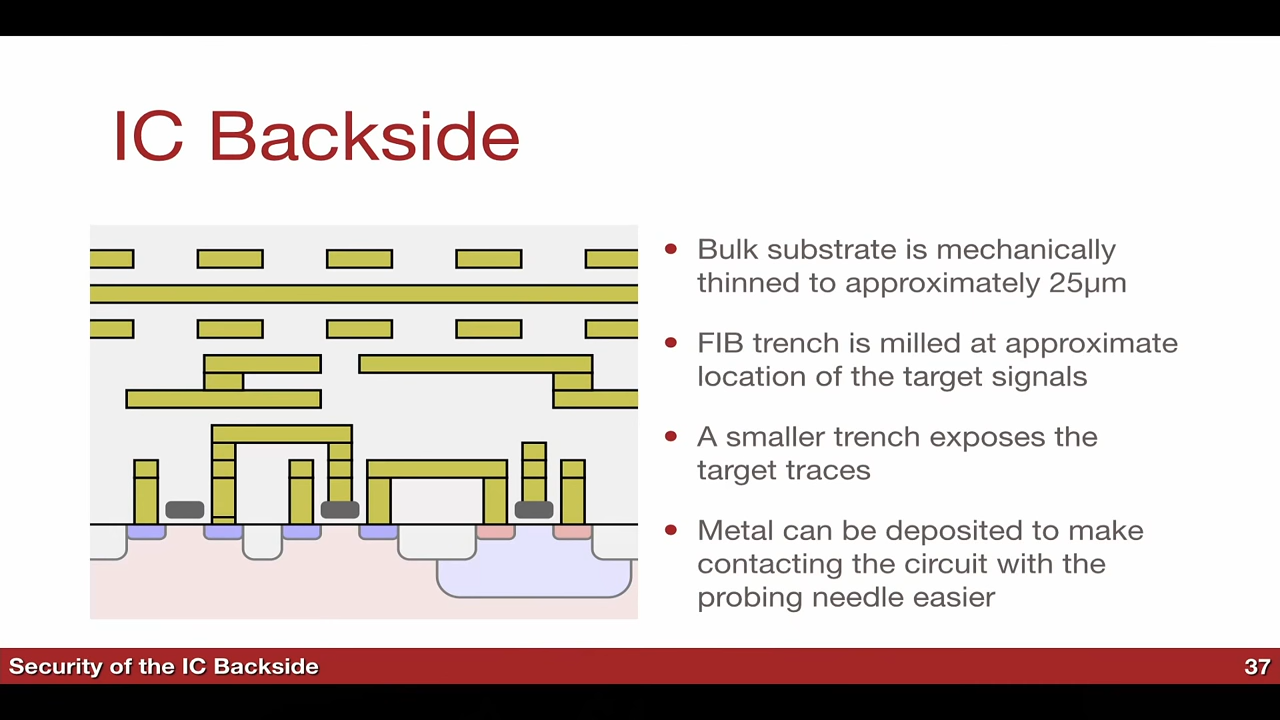 IC Backside
• Bulk substrate is mechanically
thinned to approximately 25µm
• FIB trench is milled at approximate
location of the target signals
• A smaller trench exposes the
target traces
• Metal can be deposited to make
contacting the circuit with the
probing needle easier
Security of the IC Backside
37